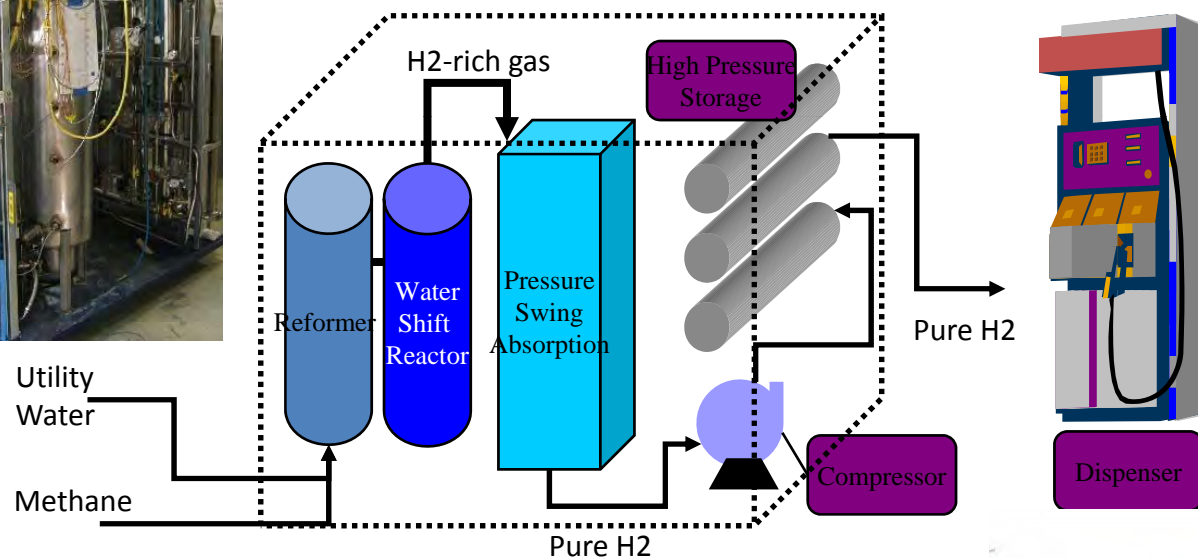 H2-rich gas
High Pressure
Storage
Reformer
Water
Shift
Reactor
Pressure
Swing
Absorption
Utility
Water
Methane
Pure H2
Compressor
Pure H2
Dispenser